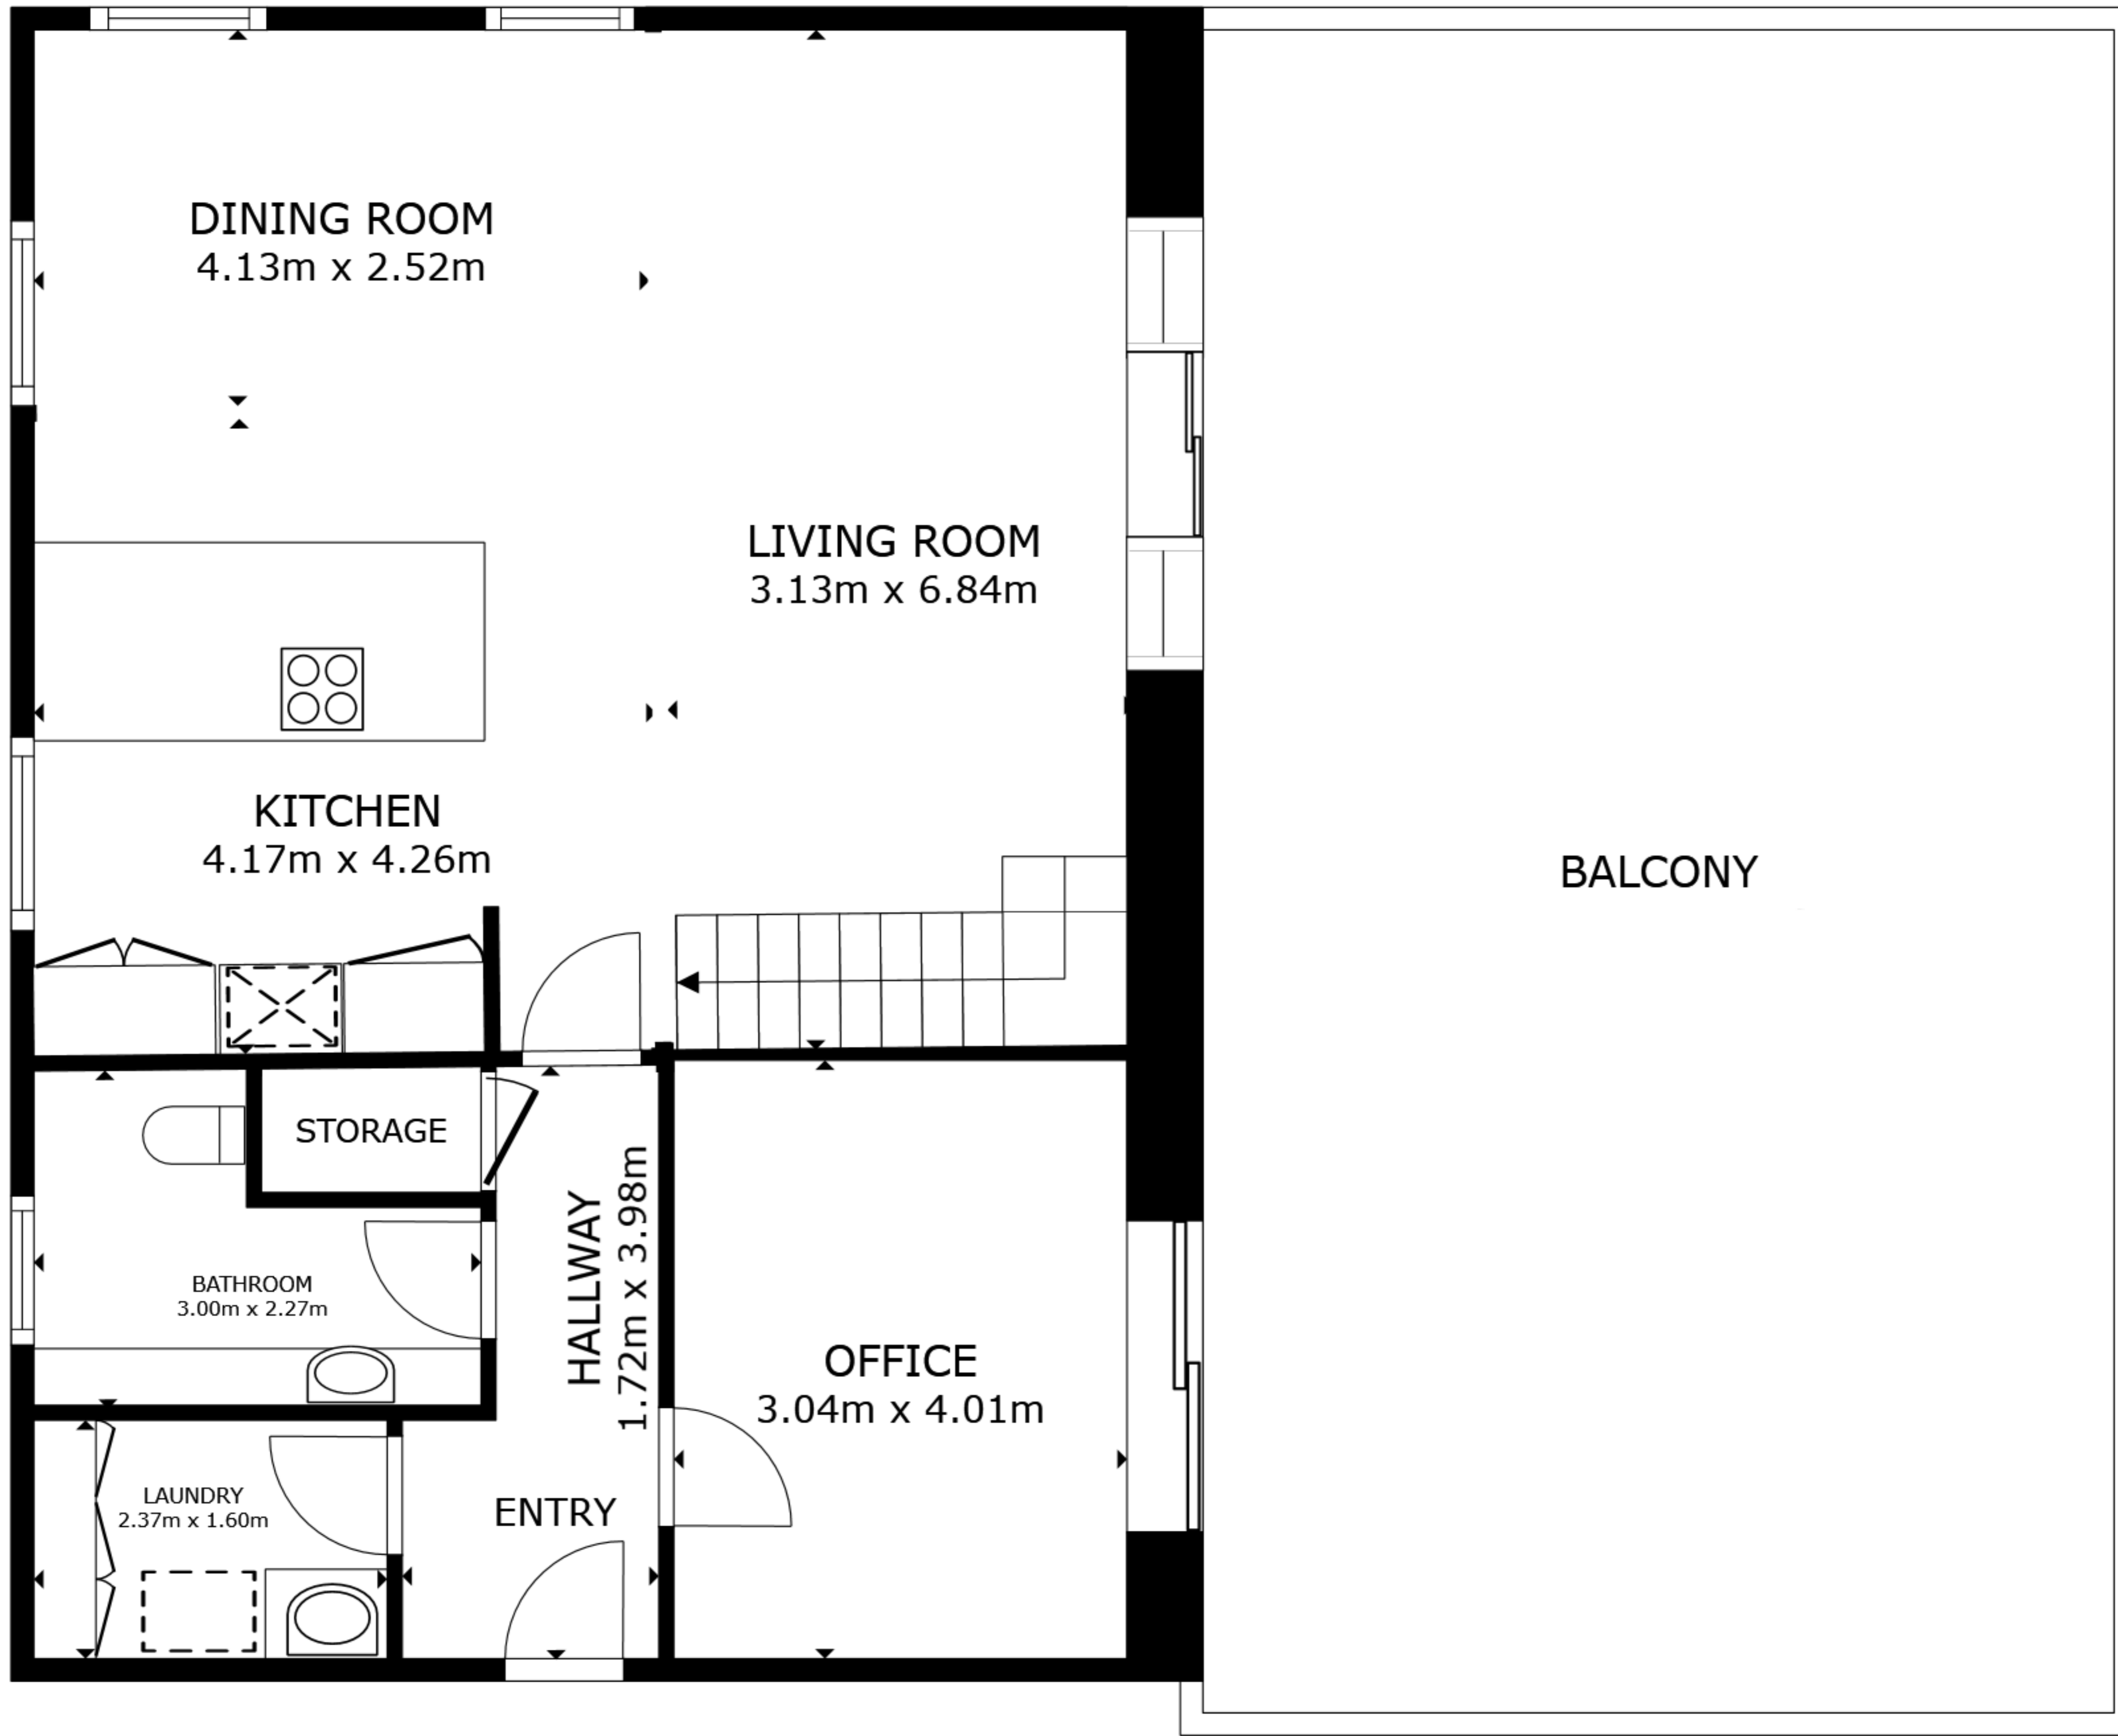 DINING ROOM
4.13m x 2.52m
LIVING ROOM
3.13m x 6.84m
KITCHEN
4.17m x 4.26m
BALCONY
STORAGE
HALLWAY
1.72m x 3.98m
BATHROOM
3.00m x 2.27m
OFFICE
3.04m x 4.01m
LAUNDRY
2.37m x 1.60m
ENTRY